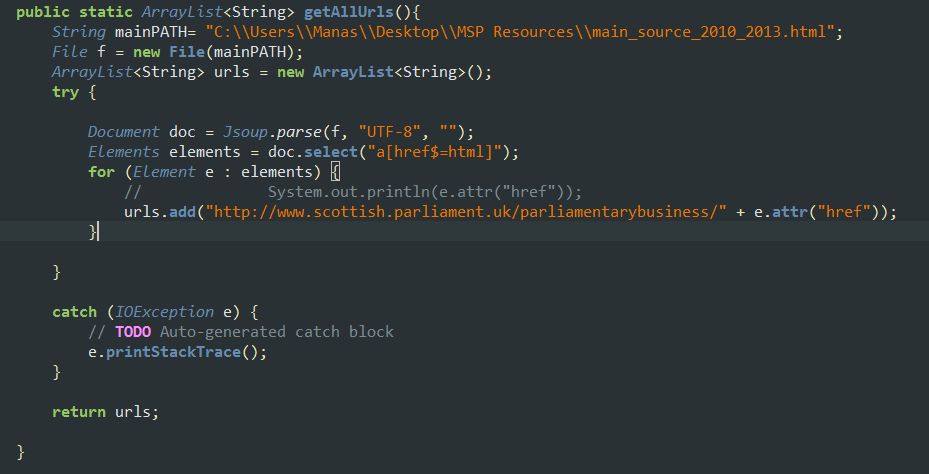 public static ArrayList<String> getAllUrls(){
String mainPATH= "C:\\Users\\Manas\\Desktop\\MSP Resources\\main_source_2010_2013.html";
File f = new File(mainPATH);
ArrayList<String> urls = new ArrayList<String>();
try {
Document doc = Jsoup.parse(f, "UTF-8", "");
Elements elements = doc.select("a[href$=html]");
for (Element e : elements) {
// System.out.println(e.attr("href"));
urls.add("http://www.scottish.parliament.uk/parliamentarybusiness/" + e.attr("href"));
}
}
catch (IOException e) {
// TODO Auto-generated catch block
e.printStackTrace();
}
return urls;
}